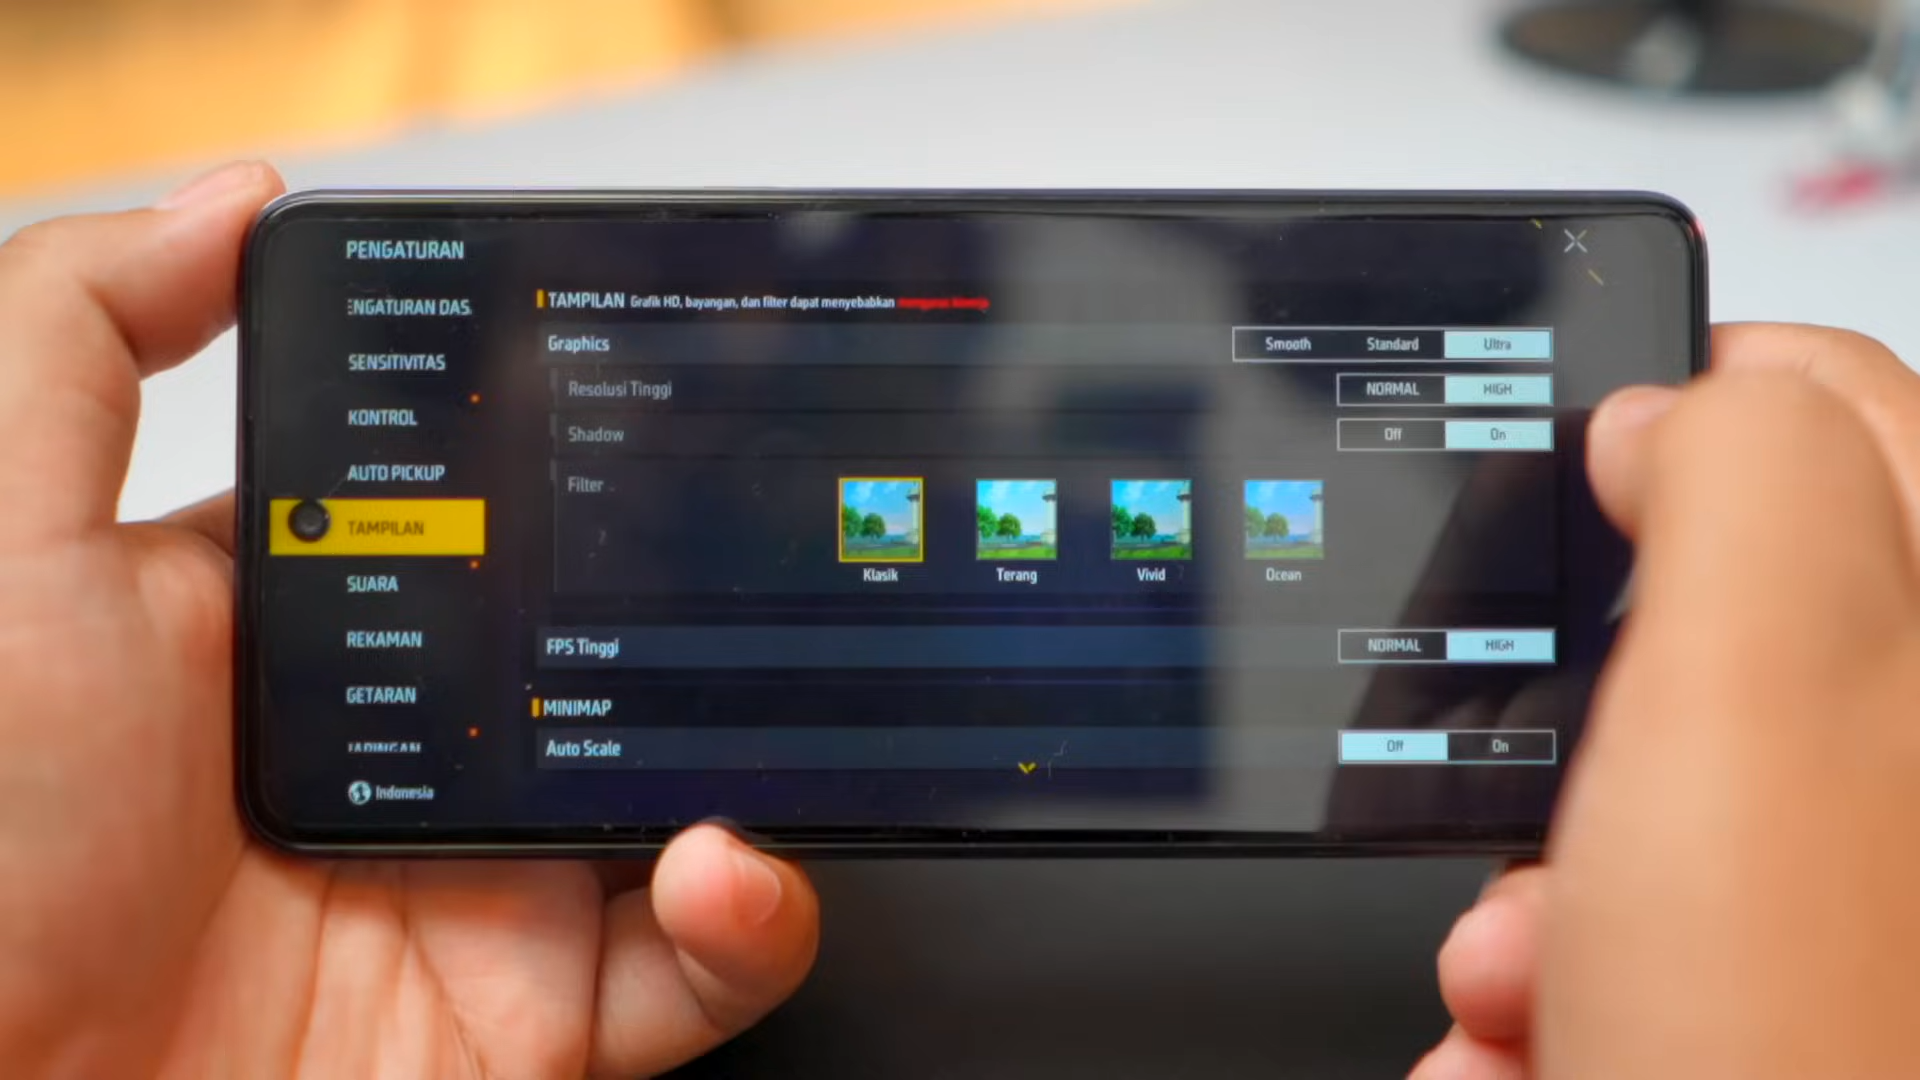 PENGATURAN
ENGATURAN DAS
SENSITIVITAS
KONTROL
AUTO PICKUP
TAMPILAN
SUARA
REKAMAN
GETARAN
Indonesia
TAMPILAN Grafik HD, bayangan, dan filter dapat menyebabkan
Graphics Smooth Standard Ultra
Resolusi Tinggi NORMAL HIGH
Shadow Off On
Filter
Klasik Terang Vivid Ocean
FPS Tinggi NORMAL HIGH
MINIMAP
Auto Scale Off On